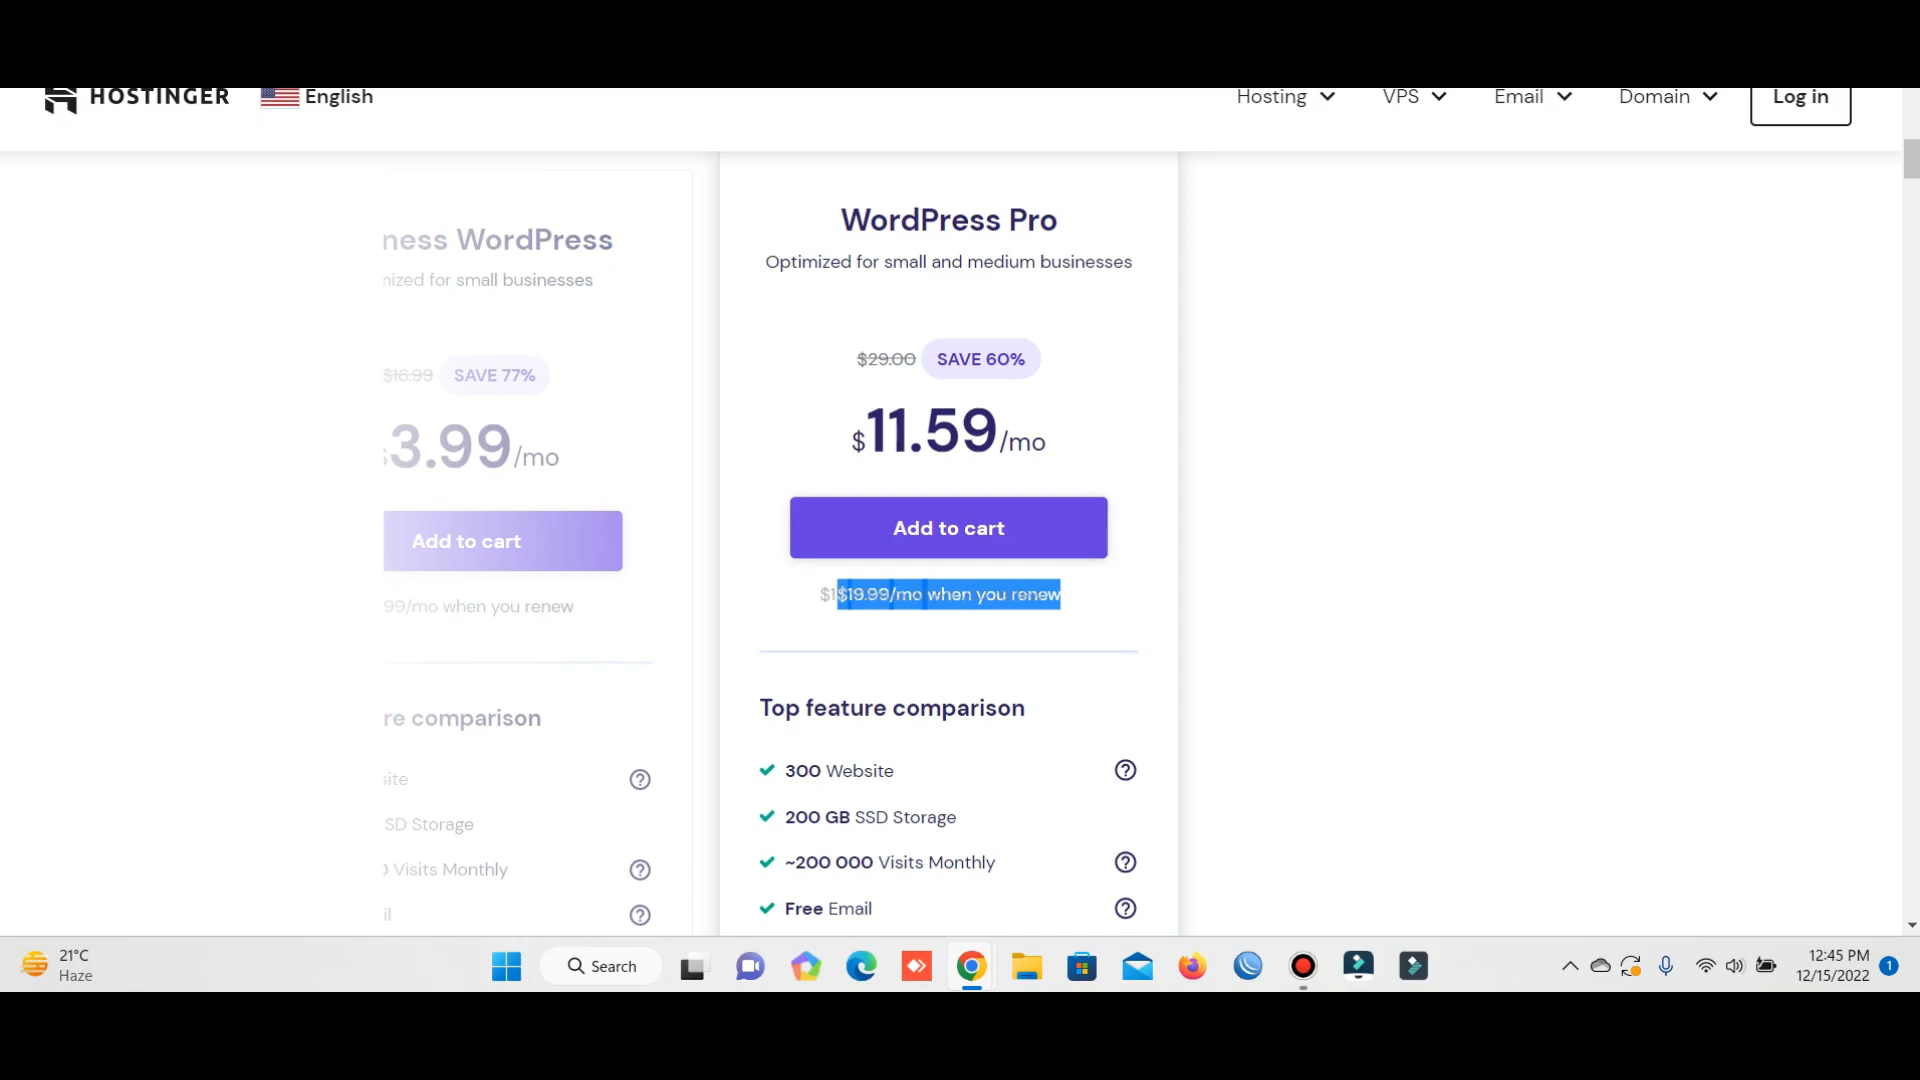 HOSTINGER English Hosting VPS Email Domain Log in
ness WordPress
nized for small businesses
$16.99 SAVE 77%
$3.99/mo
Add to cart
99/mo when you renew
re comparison
site
SD Storage
Visits Monthly
il
WordPress Pro
Optimized for small and medium businesses
$29.00 SAVE 60%
$11.59/mo
Add to cart
$19.99/mo when you renew
Top feature comparison
300 Website
200 GB SSD Storage
~200 000 Visits Monthly
Free Email
21°C
Haze
Search
12:45 PM
12/15/2022
1